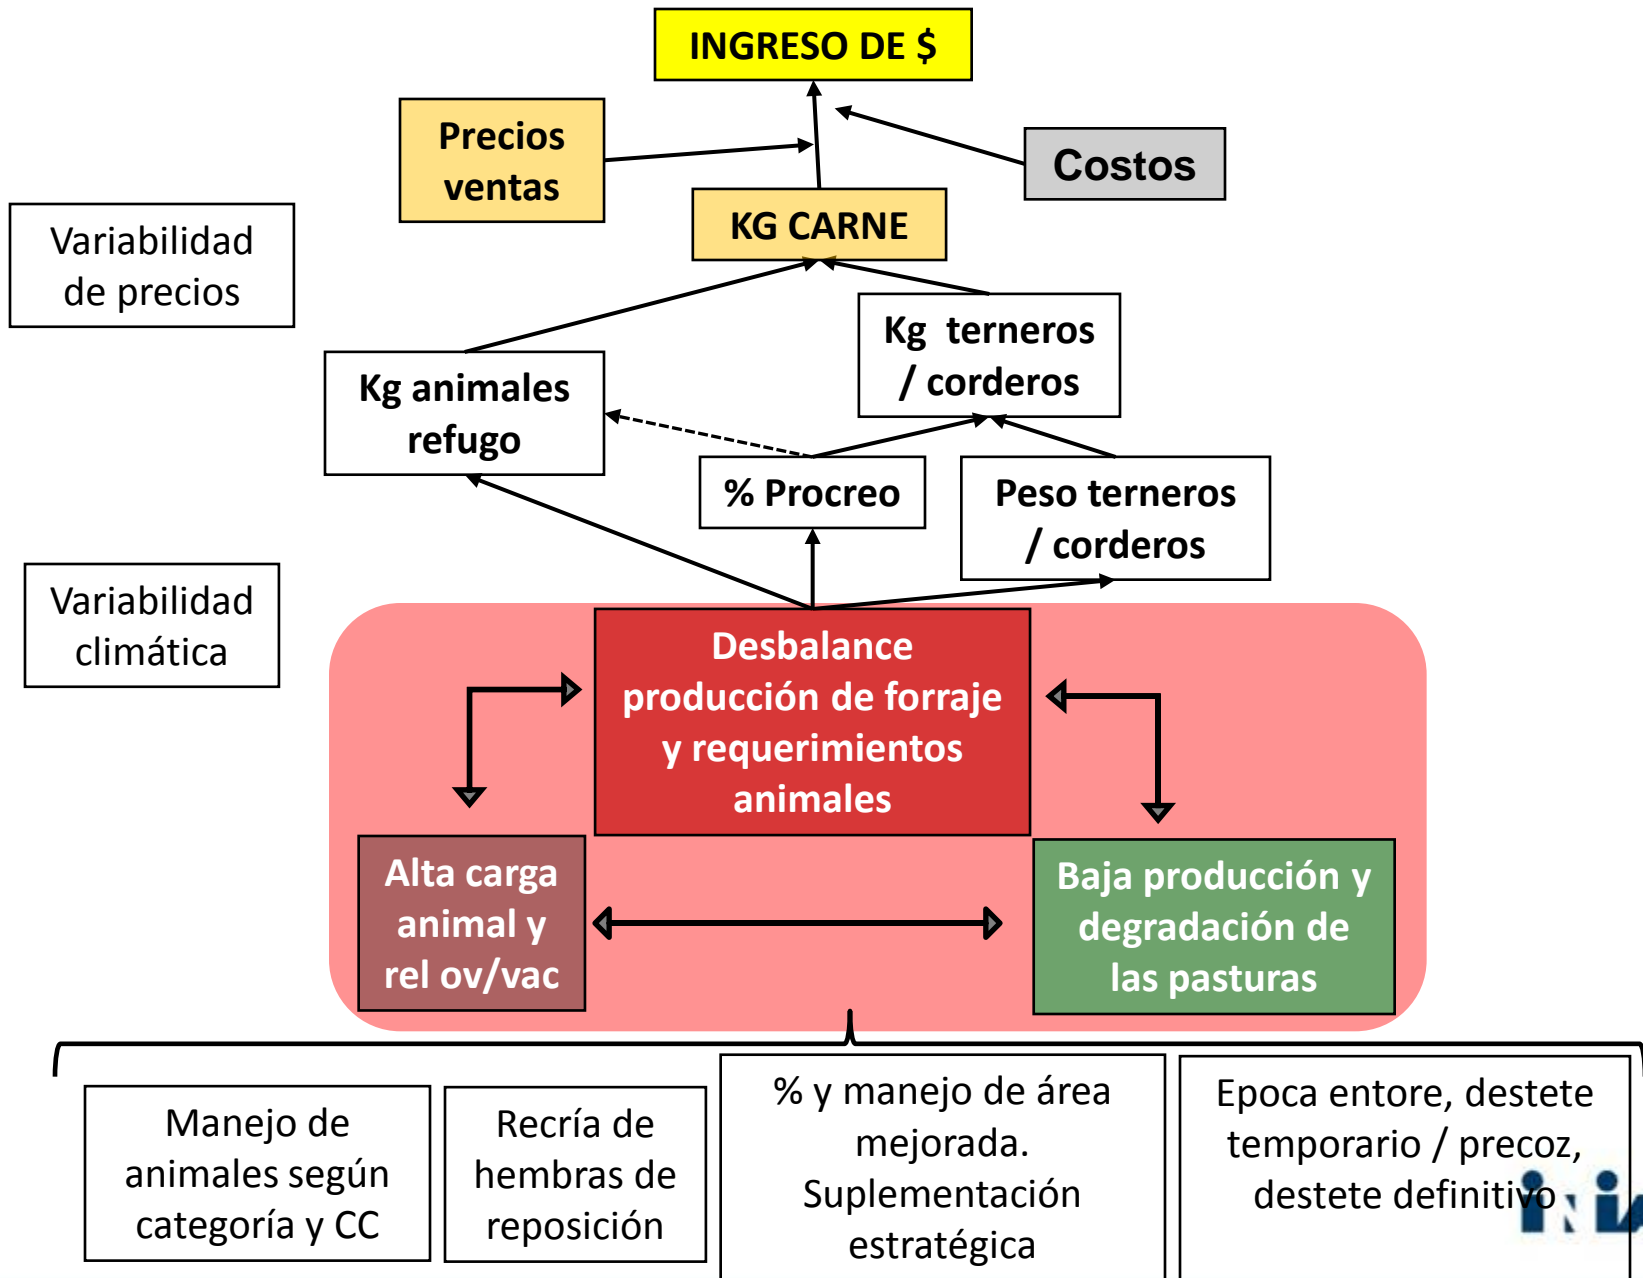 INGRESO DE $
Precios
ventas
Costos
KG CARNE
Variabilidad
de precios
Kg  terneros
/ corderos
Kg animales
refugo
% Procreo
Peso terneros
/ corderos
Variabilidad
climática
Desbalance
producción de forraje
y requerimientos
animales
Alta carga
animal y
rel ov/vac
Baja producción y
degradación de
las pasturas
Manejo de
animales según
categoría y CC
Recría de
hembras de
reposición
% y manejo de área
mejorada.
Suplementación
estratégica
Epoca entore, destete
temporario / precoz,
destete definitivo